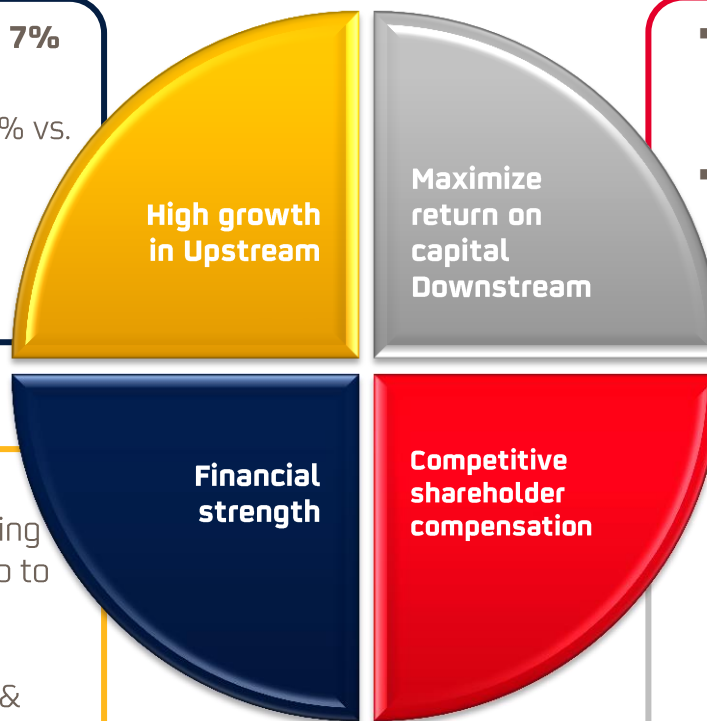 7%
% vs.
High growth
in Upstream
Maximize
return on
capital
Downstream
Financial
strength
Competitive
shareholder
compensation
ing
to
&